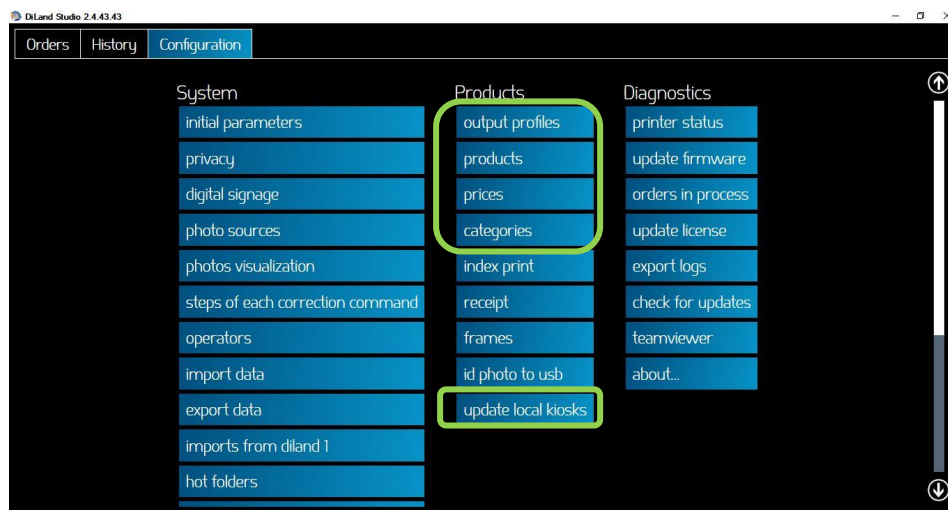 DiLand Studio 2.4.43.43
Orders History Configuration
System
initial parameters
privacy
digital signage
photo sources
photos visualization
steps of each correction command
operators
import data
export data
imports from diland 1
hot folders
Products
output profiles
products
prices
categories
index print
receipt
frames
id photo to usb
update local kiosks
Diagnostics
printer status
update firmware
orders in process
update license
export logs
check for updates
teamviewer
about...